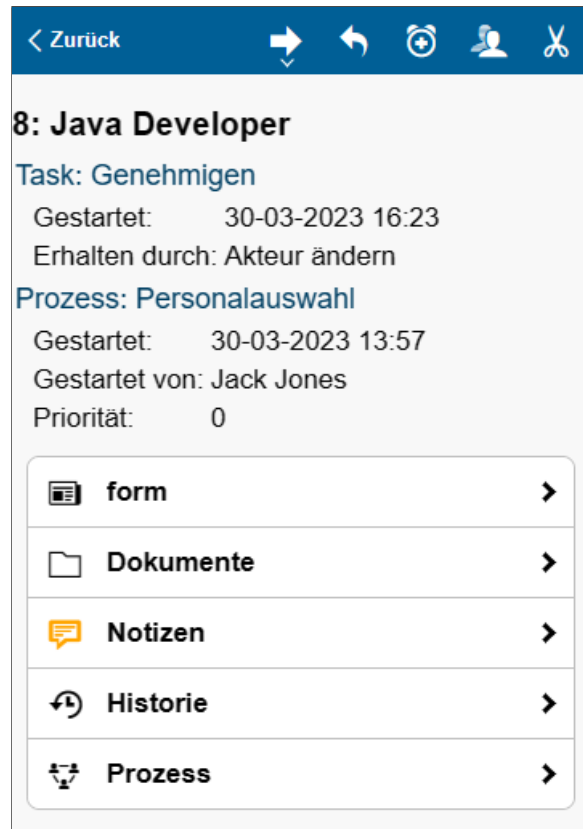 Zurück
8: Java Developer
Task: Genehmigen
Gestartet: 30-03-2023 16:23
Erhalten durch: Akteur ändern
Prozess: Personalauswahl
Gestartet: 30-03-2023 13:57
Gestartet von: Jack Jones
Priorität: 0
form
Dokumente
Notizen
Historie
Prozess